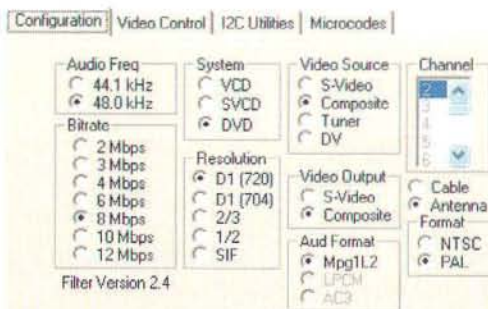 Configuration Video Control I2C Utilities Microcodes
Audio Freq
44.1 kHz
48.0 kHz
Bitrate
2 Mbps
3 Mbps
4 Mbps
6 Mbps
8 Mbps
10 Mbps
12 Mbps
Filter Version 2.4
System
VCD
SVCD
DVD
Resolution
D1 (720)
D1 (704)
2/3
1/2
SIF
Video Source
S-Video
Composite
Tuner
DV
Video Output
S-Video
Composite
Aud Format
Mpg1L2
LPCM
AC3
Channel
2
3
4
5
6
Cable
Antenna
Format
NTSC
PAL